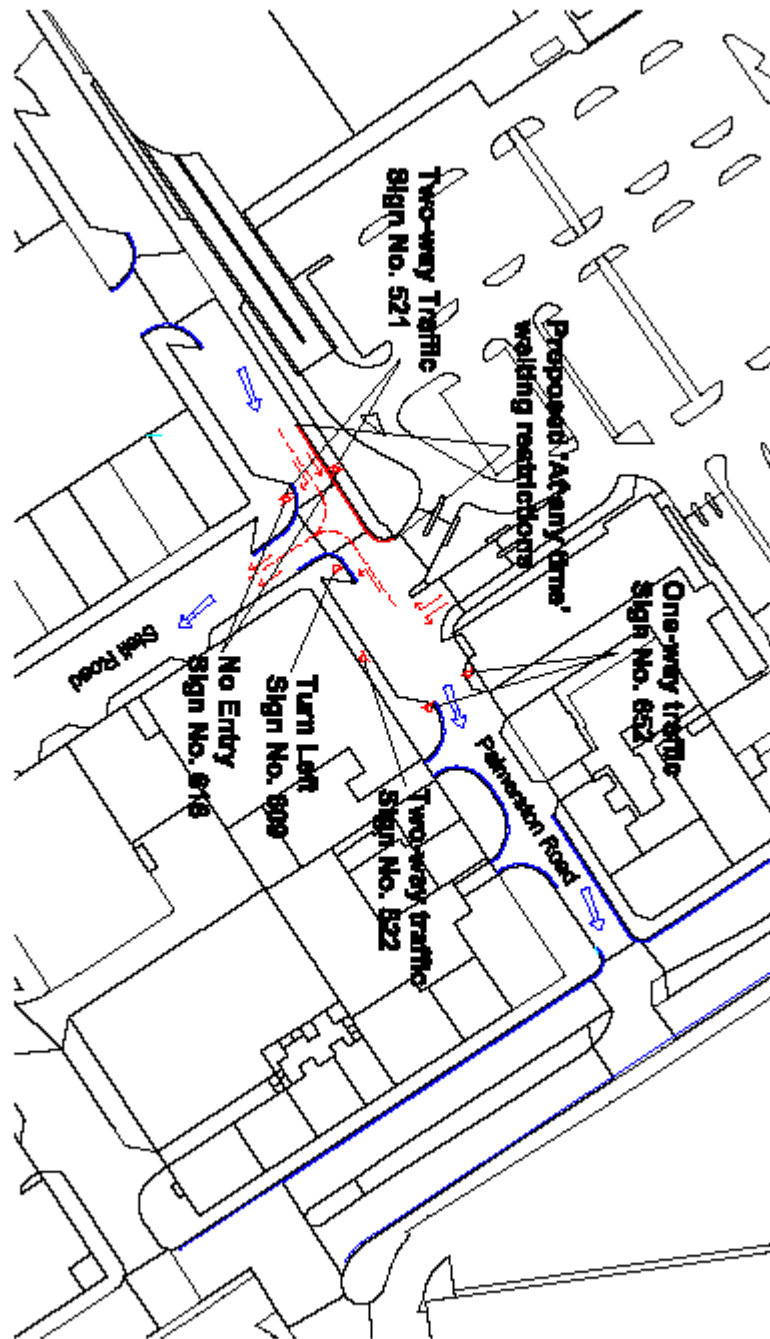 Two-way Traffic
Sign No. 521
Proposed 'At any time'
waiting restrictions
One-way traffic
Sign No. 652
Stell Road
No Entry
Sign No. 616
Turn Left
Sign No. 609
Two-way traffic
Sign No. 522
Palmerston Road